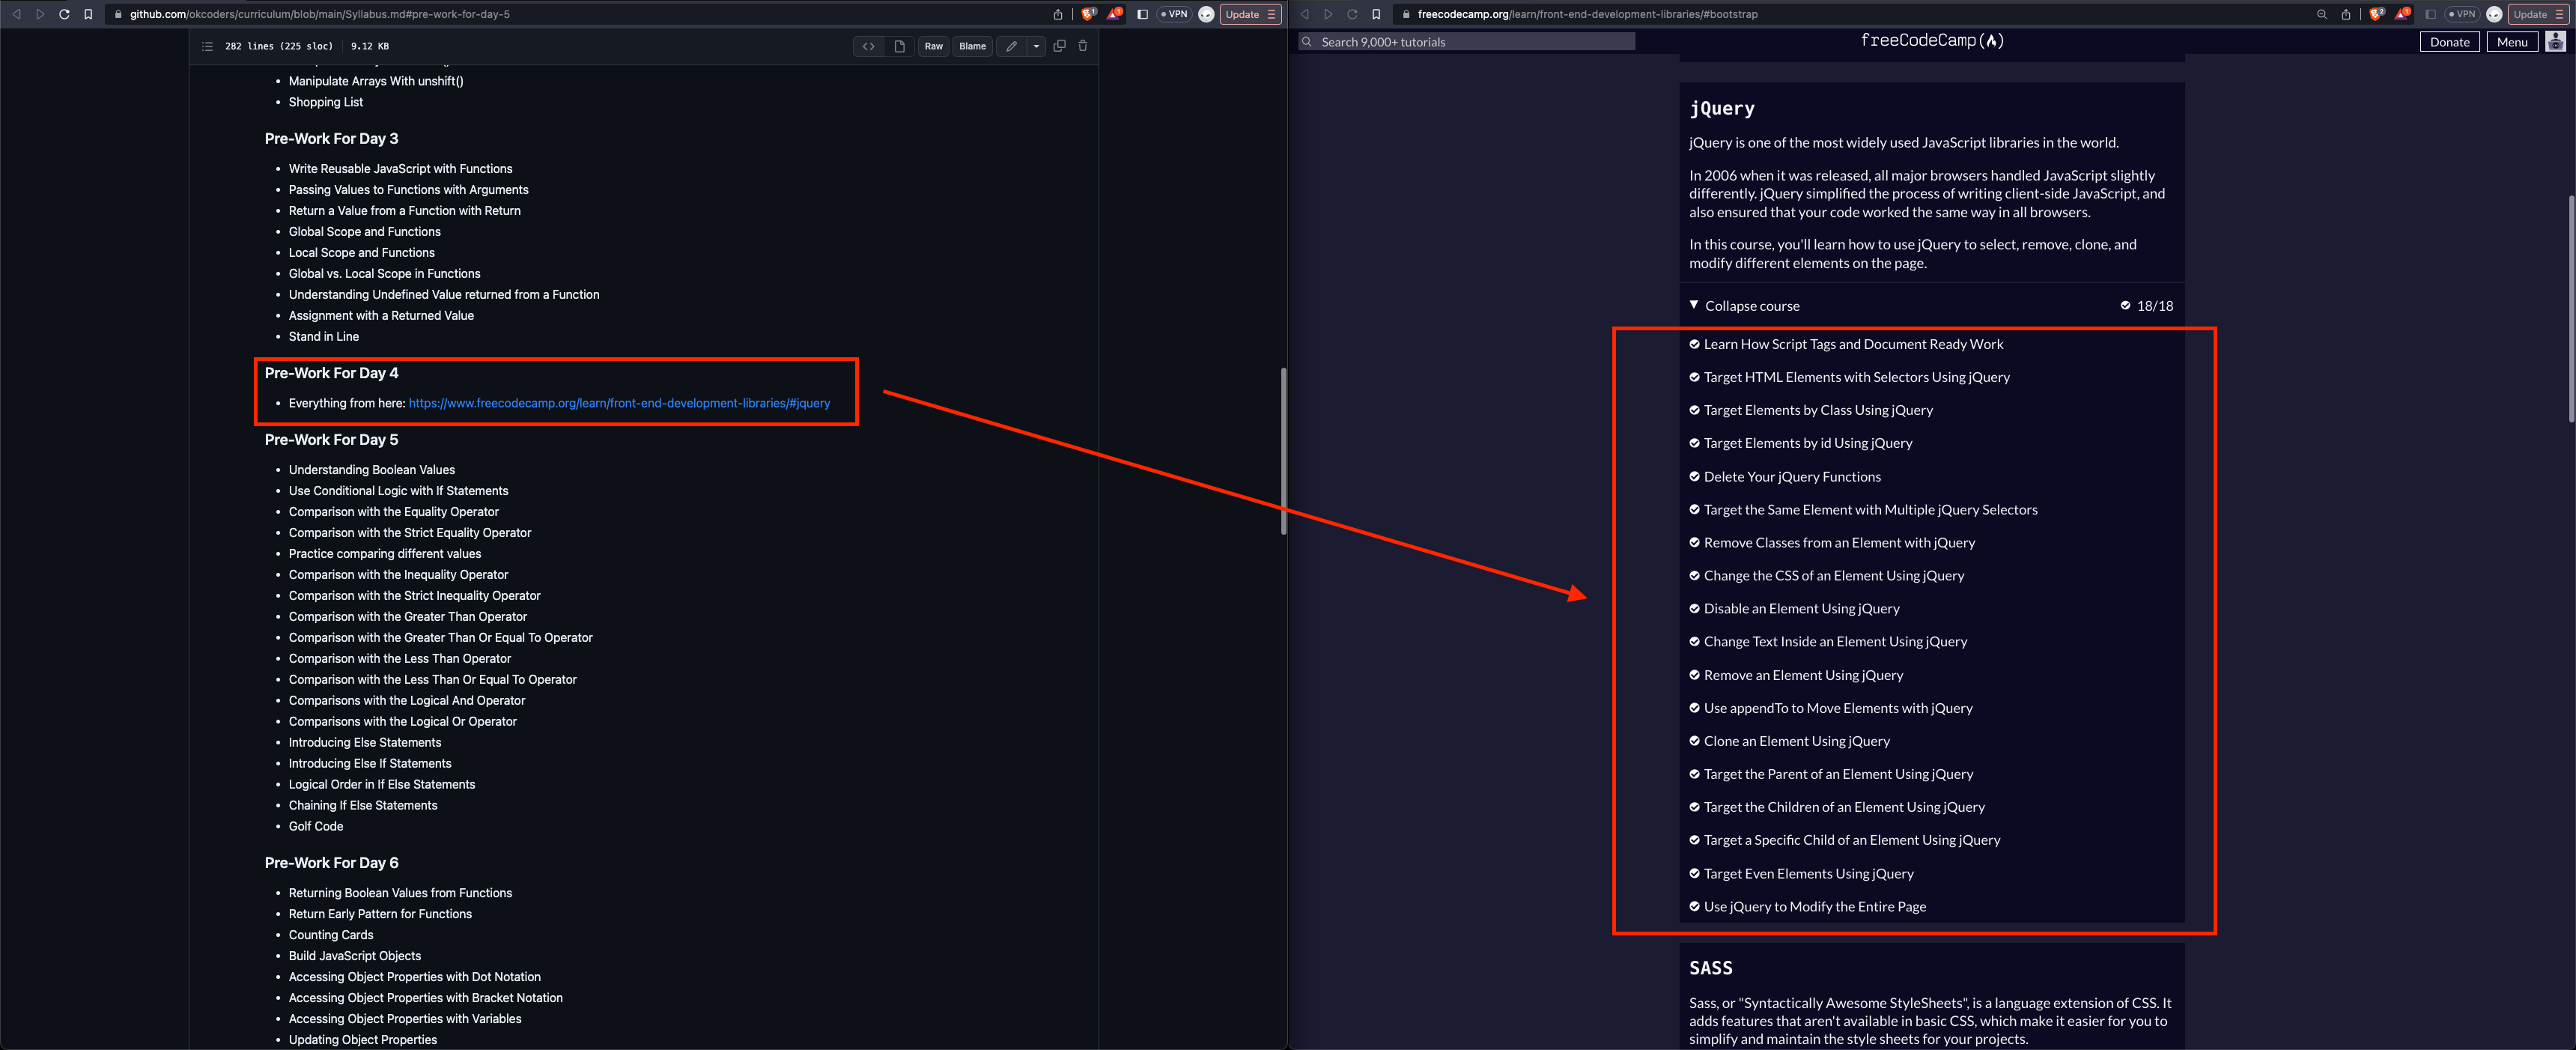 github.com/okcoders/curriculum/blob/main/Syllabus.md#pre-work-for-day-5
VPN
Update
282 lines (225 sloc)
9.12 KB
Raw
Blame
Manipulate Arrays With unshift()
Shopping List
Pre-Work For Day 3
Write Reusable JavaScript with Functions
Passing Values to Functions with Arguments
Return a Value from a Function with Return
Global Scope and Functions
Local Scope and Functions
Global vs. Local Scope in Functions
Understanding Undefined Value returned from a Function
Assignment with a Returned Value
Stand in Line
Pre-Work For Day 4
Everything from here: https://www.freecodecamp.org/learn/front-end-development-libraries/#jquery
Pre-Work For Day 5
Understanding Boolean Values
Use Conditional Logic with If Statements
Comparison with the Equality Operator
Comparison with the Strict Equality Operator
Practice comparing different values
Comparison with the Inequality Operator
Comparison with the Strict Inequality Operator
Comparison with the Greater Than Operator
Comparison with the Greater Than Or Equal To Operator
Comparison with the Less Than Operator
Comparison with the Less Than Or Equal To Operator
Comparisons with the Logical And Operator
Comparisons with the Logical Or Operator
Introducing Else Statements
Introducing Else If Statements
Logical Order in If Else Statements
Chaining If Else Statements
Golf Code
Pre-Work For Day 6
Returning Boolean Values from Functions
Return Early Pattern for Functions
Counting Cards
Build JavaScript Objects
Accessing Object Properties with Dot Notation
Accessing Object Properties with Bracket Notation
Accessing Object Properties with Variables
Updating Object Properties
freecodecamp.org/learn/front-end-development-libraries/#bootstrap
VPN
Update
Search 9,000+ tutorials
freeCodeCamp
Donate
Menu
jQuery
jQuery is one of the most widely used JavaScript libraries in the world.
In 2006 when it was released, all major browsers handled JavaScript slightly
differently. jQuery simplified the process of writing client-side JavaScript, and
also ensured that your code worked the same way in all browsers.
In this course, you'll learn how to use jQuery to select, remove, clone, and
modify different elements on the page.
Collapse course
18/18
Learn How Script Tags and Document Ready Work
Target HTML Elements with Selectors Using jQuery
Target Elements by Class Using jQuery
Target Elements by id Using jQuery
Delete Your jQuery Functions
Target the Same Element with Multiple jQuery Selectors
Remove Classes from an Element with jQuery
Change the CSS of an Element Using jQuery
Disable an Element Using jQuery
Change Text Inside an Element Using jQuery
Remove an Element Using jQuery
Use appendTo to Move Elements with jQuery
Clone an Element Using jQuery
Target the Parent of an Element Using jQuery
Target the Children of an Element Using jQuery
Target a Specific Child of an Element Using jQuery
Target Even Elements Using jQuery
Use jQuery to Modify the Entire Page
SASS
Sass, or "Syntactically Awesome StyleSheets", is a language extension of CSS. It
adds features that aren't available in basic CSS, which make it easier for you to
simplify and maintain the style sheets for your projects.